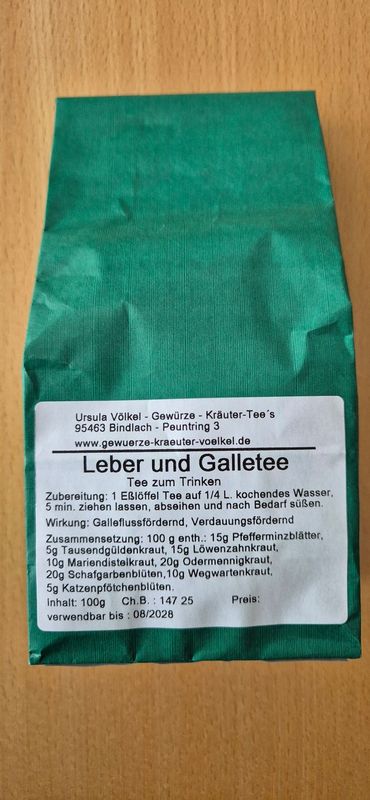 Ursula Völkel - Gewürze - Kräuter-Tee´s
95463 Bindlach - Peuntring 3
www.gewuerze-kraeuter-voelkel.de
Leber und Galletee
Tee zum Trinken
Zubereitung: 1 Eßlöffel Tee auf 1/4 L. kochendes Wasser,
5 min. ziehen lassen, abseihen und nach Bedarf süßen.
Wirkung: Galleflussfördernd, Verdauungsfördernd
Zusammensetzung: 100 g enth.: 15g Pfefferminzblätter,
5g Tausendgüldenkraut, 15g Löwenzahnkraut,
10g Mariendistelkraut, 20g Odermennigkraut,
20g Schafgarbenblüten,10g Wegwartenkraut,
5g Katzenpfötchenblüten.
Inhalt: 100g Ch.B. : 147 25 Preis:
verwendbar bis : 08/2028